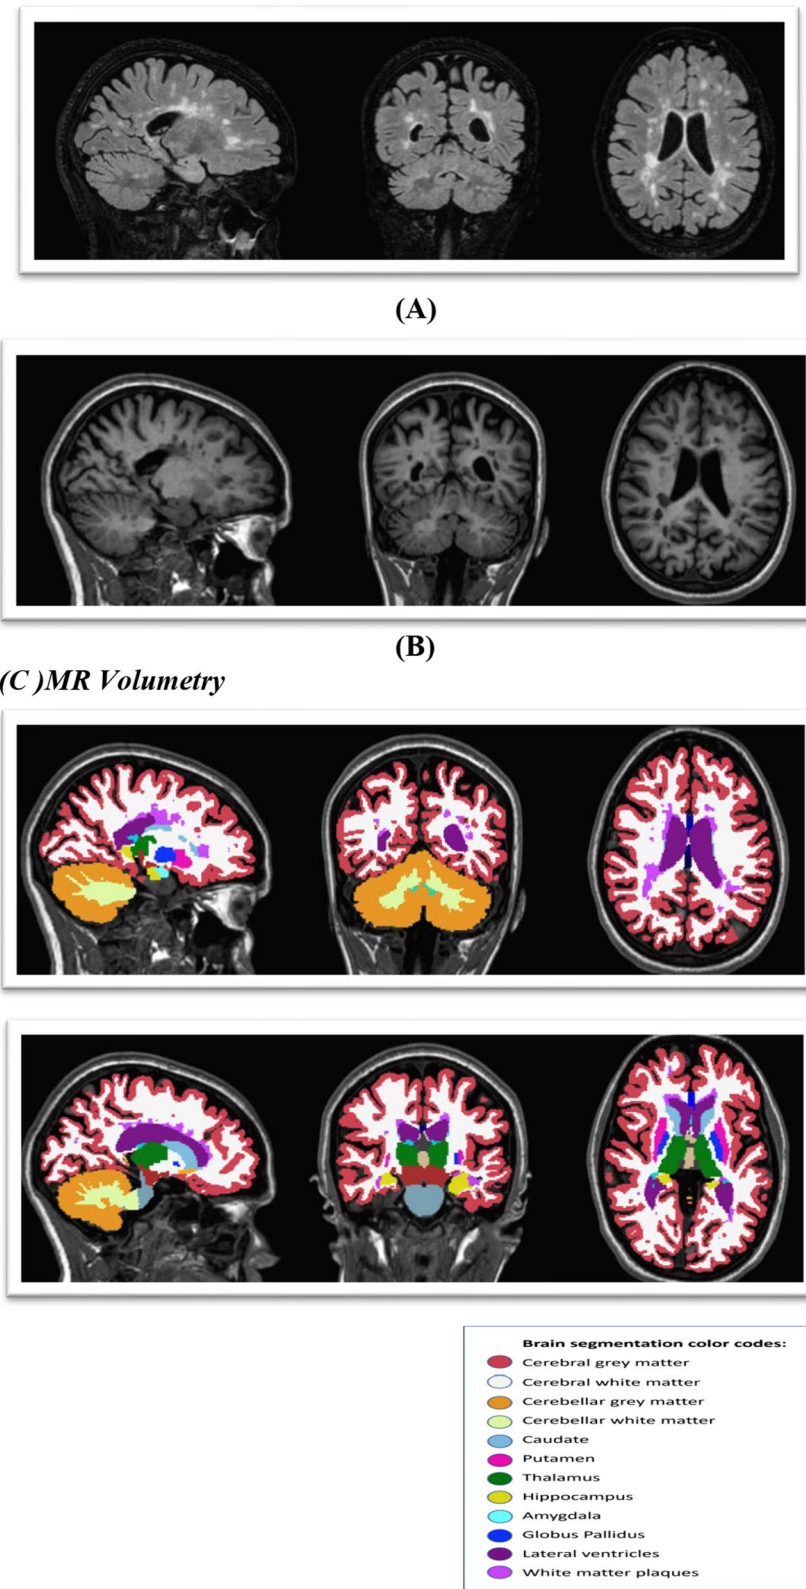 (A)
(B)
(C )MR Volumetry
Brain segmentation color codes:
Cerebral grey matter
Cerebral white matter
Cerebellar grey matter
Cerebellar white matter
Caudate
Putamen
Thalamus
Hippocampus
Amygdala
Globus Pallidus
Lateral ventricles
White matter plaques